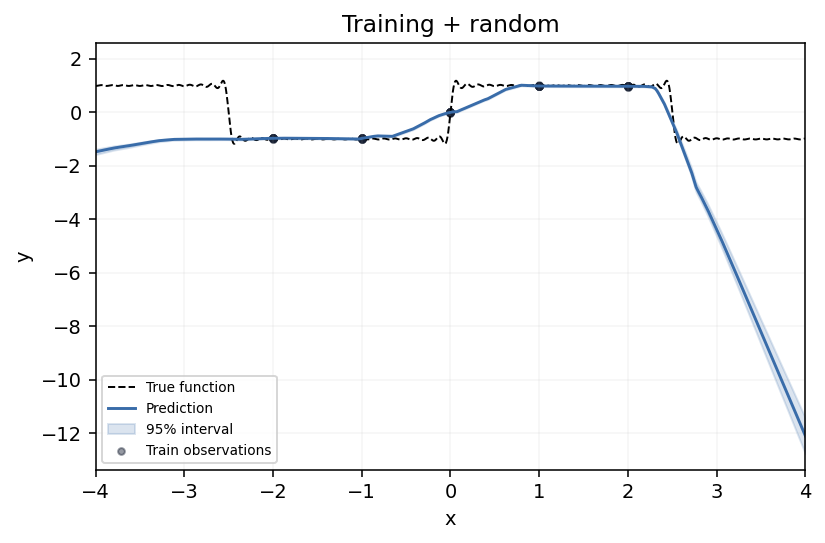 Training + random
2
0
−2
−4
−6
−8
−10
−12
y
True function
Prediction
95% interval
Train observations
−4 −3 −2 −1 0 1 2 3 4
x